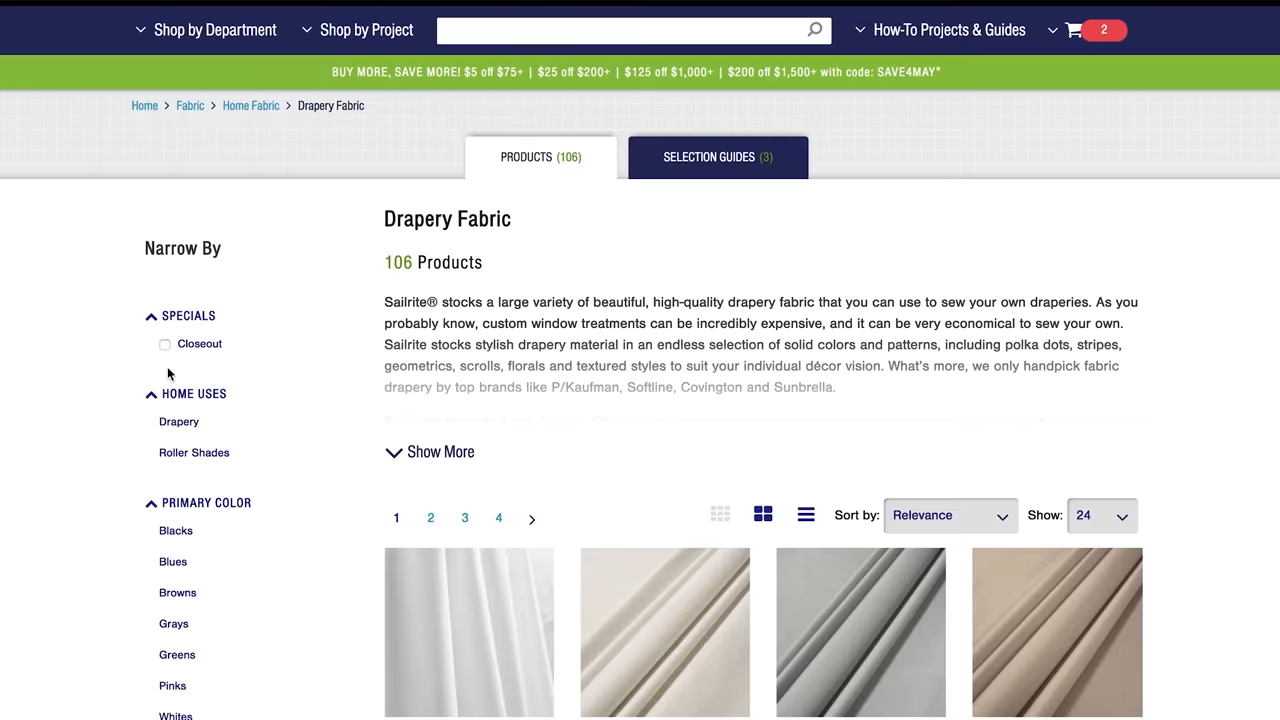 Shop by Department
Shop by Project
How-To Projects & Guides
2
BUY MORE, SAVE MORE! $5 off $75+ | $25 off $200+ | $125 off $1,000+ | $200 off $1,500+ with code: SAVE4MAY*
Home > Fabric > Home Fabric > Drapery Fabric
PRODUCTS (106)
SELECTION GUIDES (3)
Narrow By
SPECIALS
Closeout
HOME USES
Drapery
Roller Shades
PRIMARY COLOR
Blacks
Blues
Browns
Grays
Greens
Pinks
Whites
Drapery Fabric
106 Products
Sailrite® stocks a large variety of beautiful, high-quality drapery fabric that you can use to sew your own draperies. As you
probably know, custom window treatments can be incredibly expensive, and it can be very economical to sew your own.
Sailrite stocks stylish drapery material in an endless selection of solid colors and patterns, including polka dots, stripes,
geometrics, scrolls, florals and textured styles to suit your individual décor vision. What's more, we only handpick fabric
drapery by top brands like P/Kaufman, Softline, Covington and Sunbrella.
Show More
1 2 3 4 >
Sort by: Relevance
Show: 24